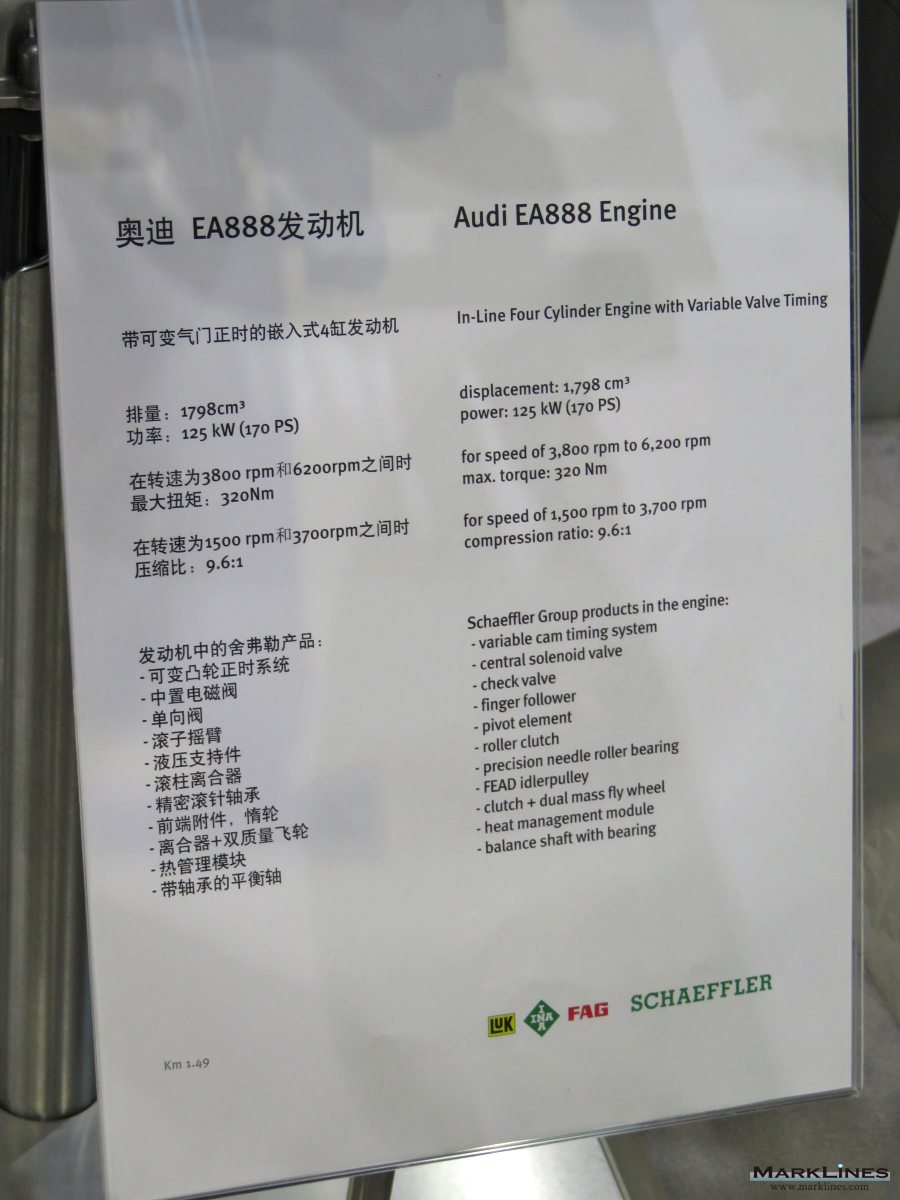 奥迪 EA888发动机
带可变气门正时的嵌入式4缸发动机
排量：1798cm³
功率：125 kW (170 PS)
在转速为3800 rpm和6200rpm之间时
最大扭矩：320Nm
在转速为1500 rpm和3700rpm之间时
压缩比：9.6:1
发动机中的舍弗勒产品：
- 可变凸轮正时系统
- 中置电磁阀
- 单向阀
- 滚子摇臂
- 液压支持件
- 滚柱离合器
- 精密滚针轴承
- 前端附件，惰轮
- 离合器+双质量飞轮
- 热管理模块
- 带轴承的平衡轴
Audi EA888 Engine
In-Line Four Cylinder Engine with Variable Valve Timing
displacement: 1,798 cm³
power: 125 kW (170 PS)
for speed of 3,800 rpm to 6,200 rpm
max. torque: 320 Nm
for speed of 1,500 rpm to 3,700 rpm
compression ratio: 9.6:1
Schaeffler Group products in the engine:
- variable cam timing system
- central solenoid valve
- check valve
- finger follower
- pivot element
- roller clutch
- precision needle roller bearing
- FEAD idlerpulley
- clutch + dual mass fly wheel
- heat management module
- balance shaft with bearing
LUK INA FAG SCHAEFFLER
Km 1.49
MARKLINES
www.marklines.com